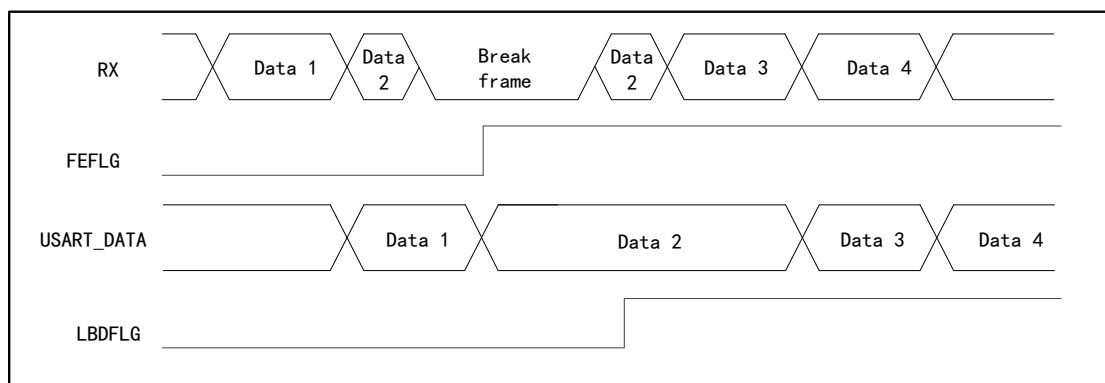 RX
Data 1
Data
2
Break
frame
Data
2
Data 3
Data 4
FEFLG
USART_DATA
Data 1
Data 2
Data 3
Data 4
LBDFLG